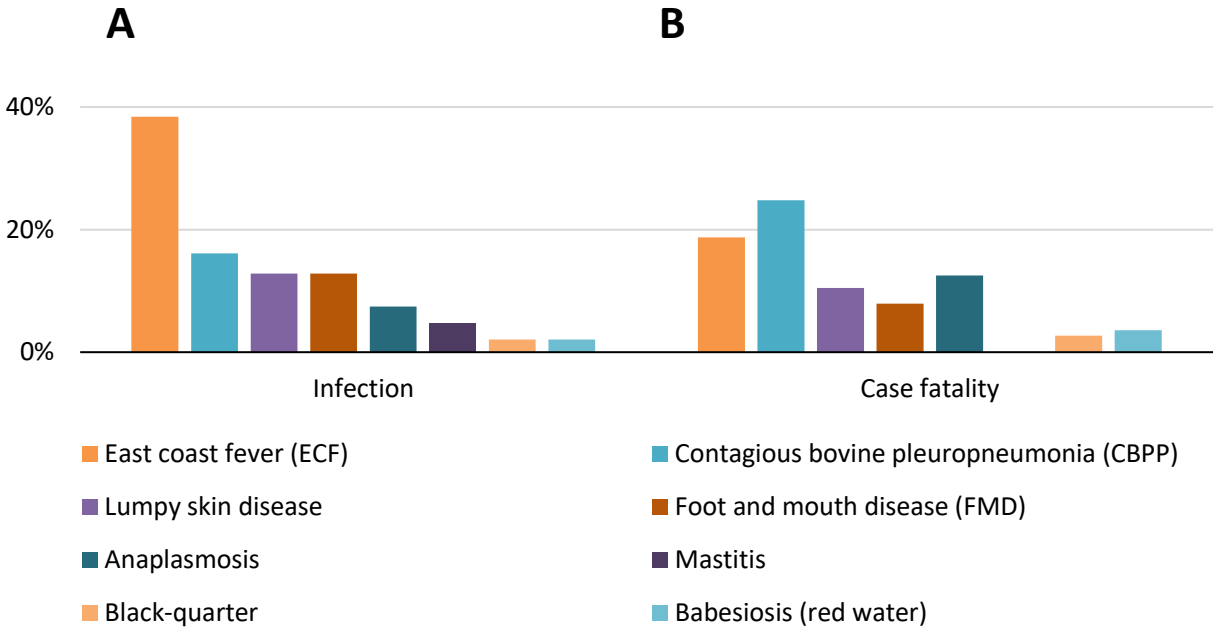 A B
40%
20%
0%
Infection Case fatality
East coast fever (ECF) Contagious bovine pleuropneumonia (CBPP)
Lumpy skin disease Foot and mouth disease (FMD)
Anaplasmosis Mastitis
Black-quarter Babesiosis (red water)